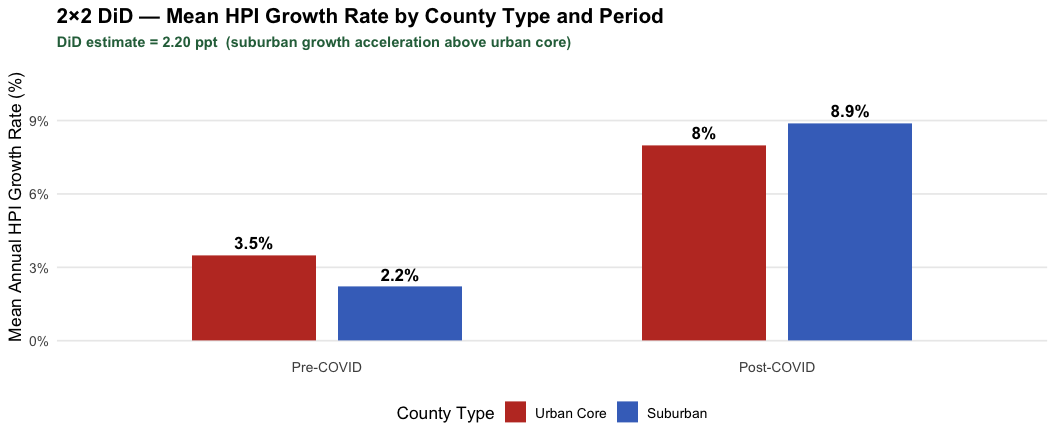 2×2 DiD — Mean HPI Growth Rate by County Type and Period
DiD estimate = 2.20 ppt (suburban growth acceleration above urban core)
Mean Annual HPI Growth Rate (%)
9%
6%
3%
0%
3.5%
2.2%
8%
8.9%
Pre-COVID
Post-COVID
County Type
Urban Core
Suburban